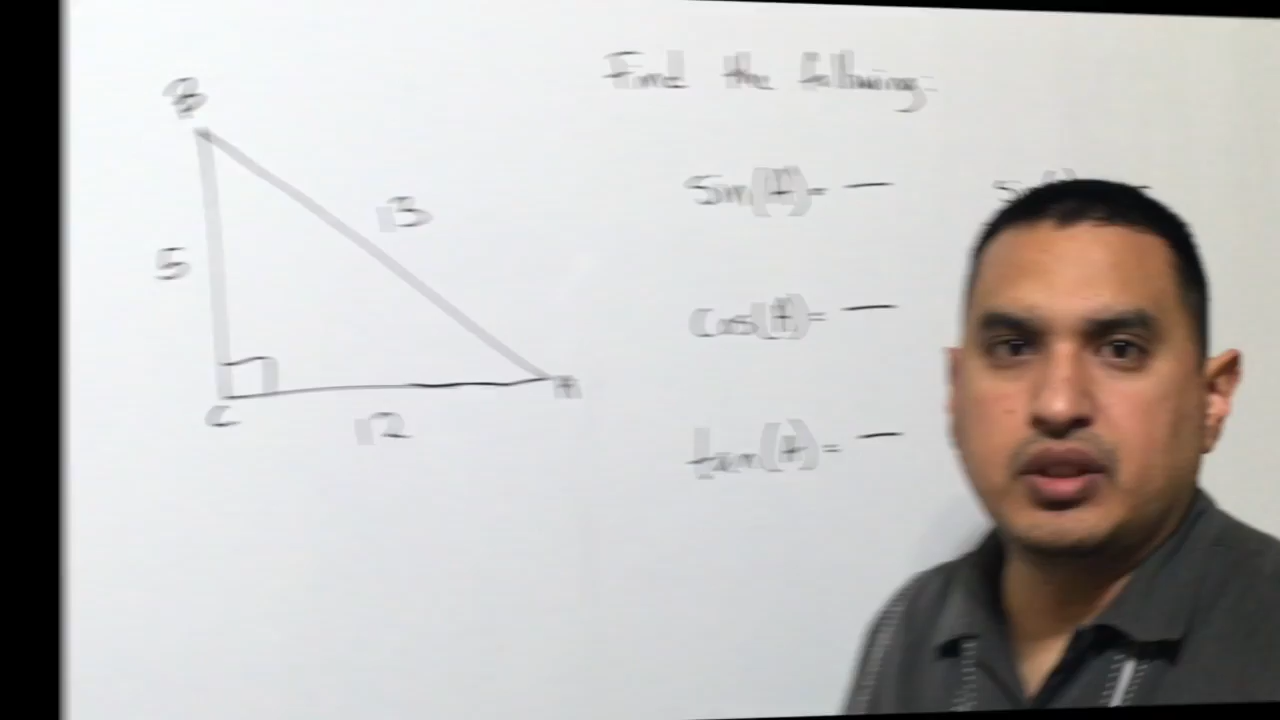 Find the following:
B
13
5
C
12
A
Sin(A)=
Cos(A)=
tan(A)=